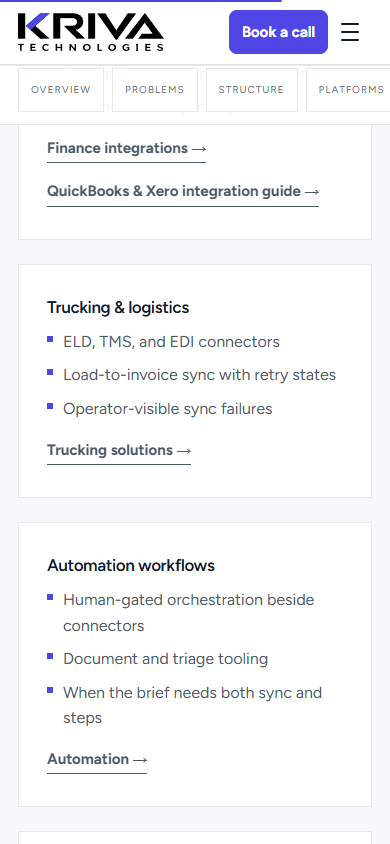 KRIVA
TECHNOLOGIES
Book a call
OVERVIEW
PROBLEMS
STRUCTURE
PLATFORMS
Finance integrations →
QuickBooks & Xero integration guide →
Trucking & logistics
ELD, TMS, and EDI connectors
Load-to-invoice sync with retry states
Operator-visible sync failures
Trucking solutions →
Automation workflows
Human-gated orchestration beside
connectors
Document and triage tooling
When the brief needs both sync and
steps
Automation →